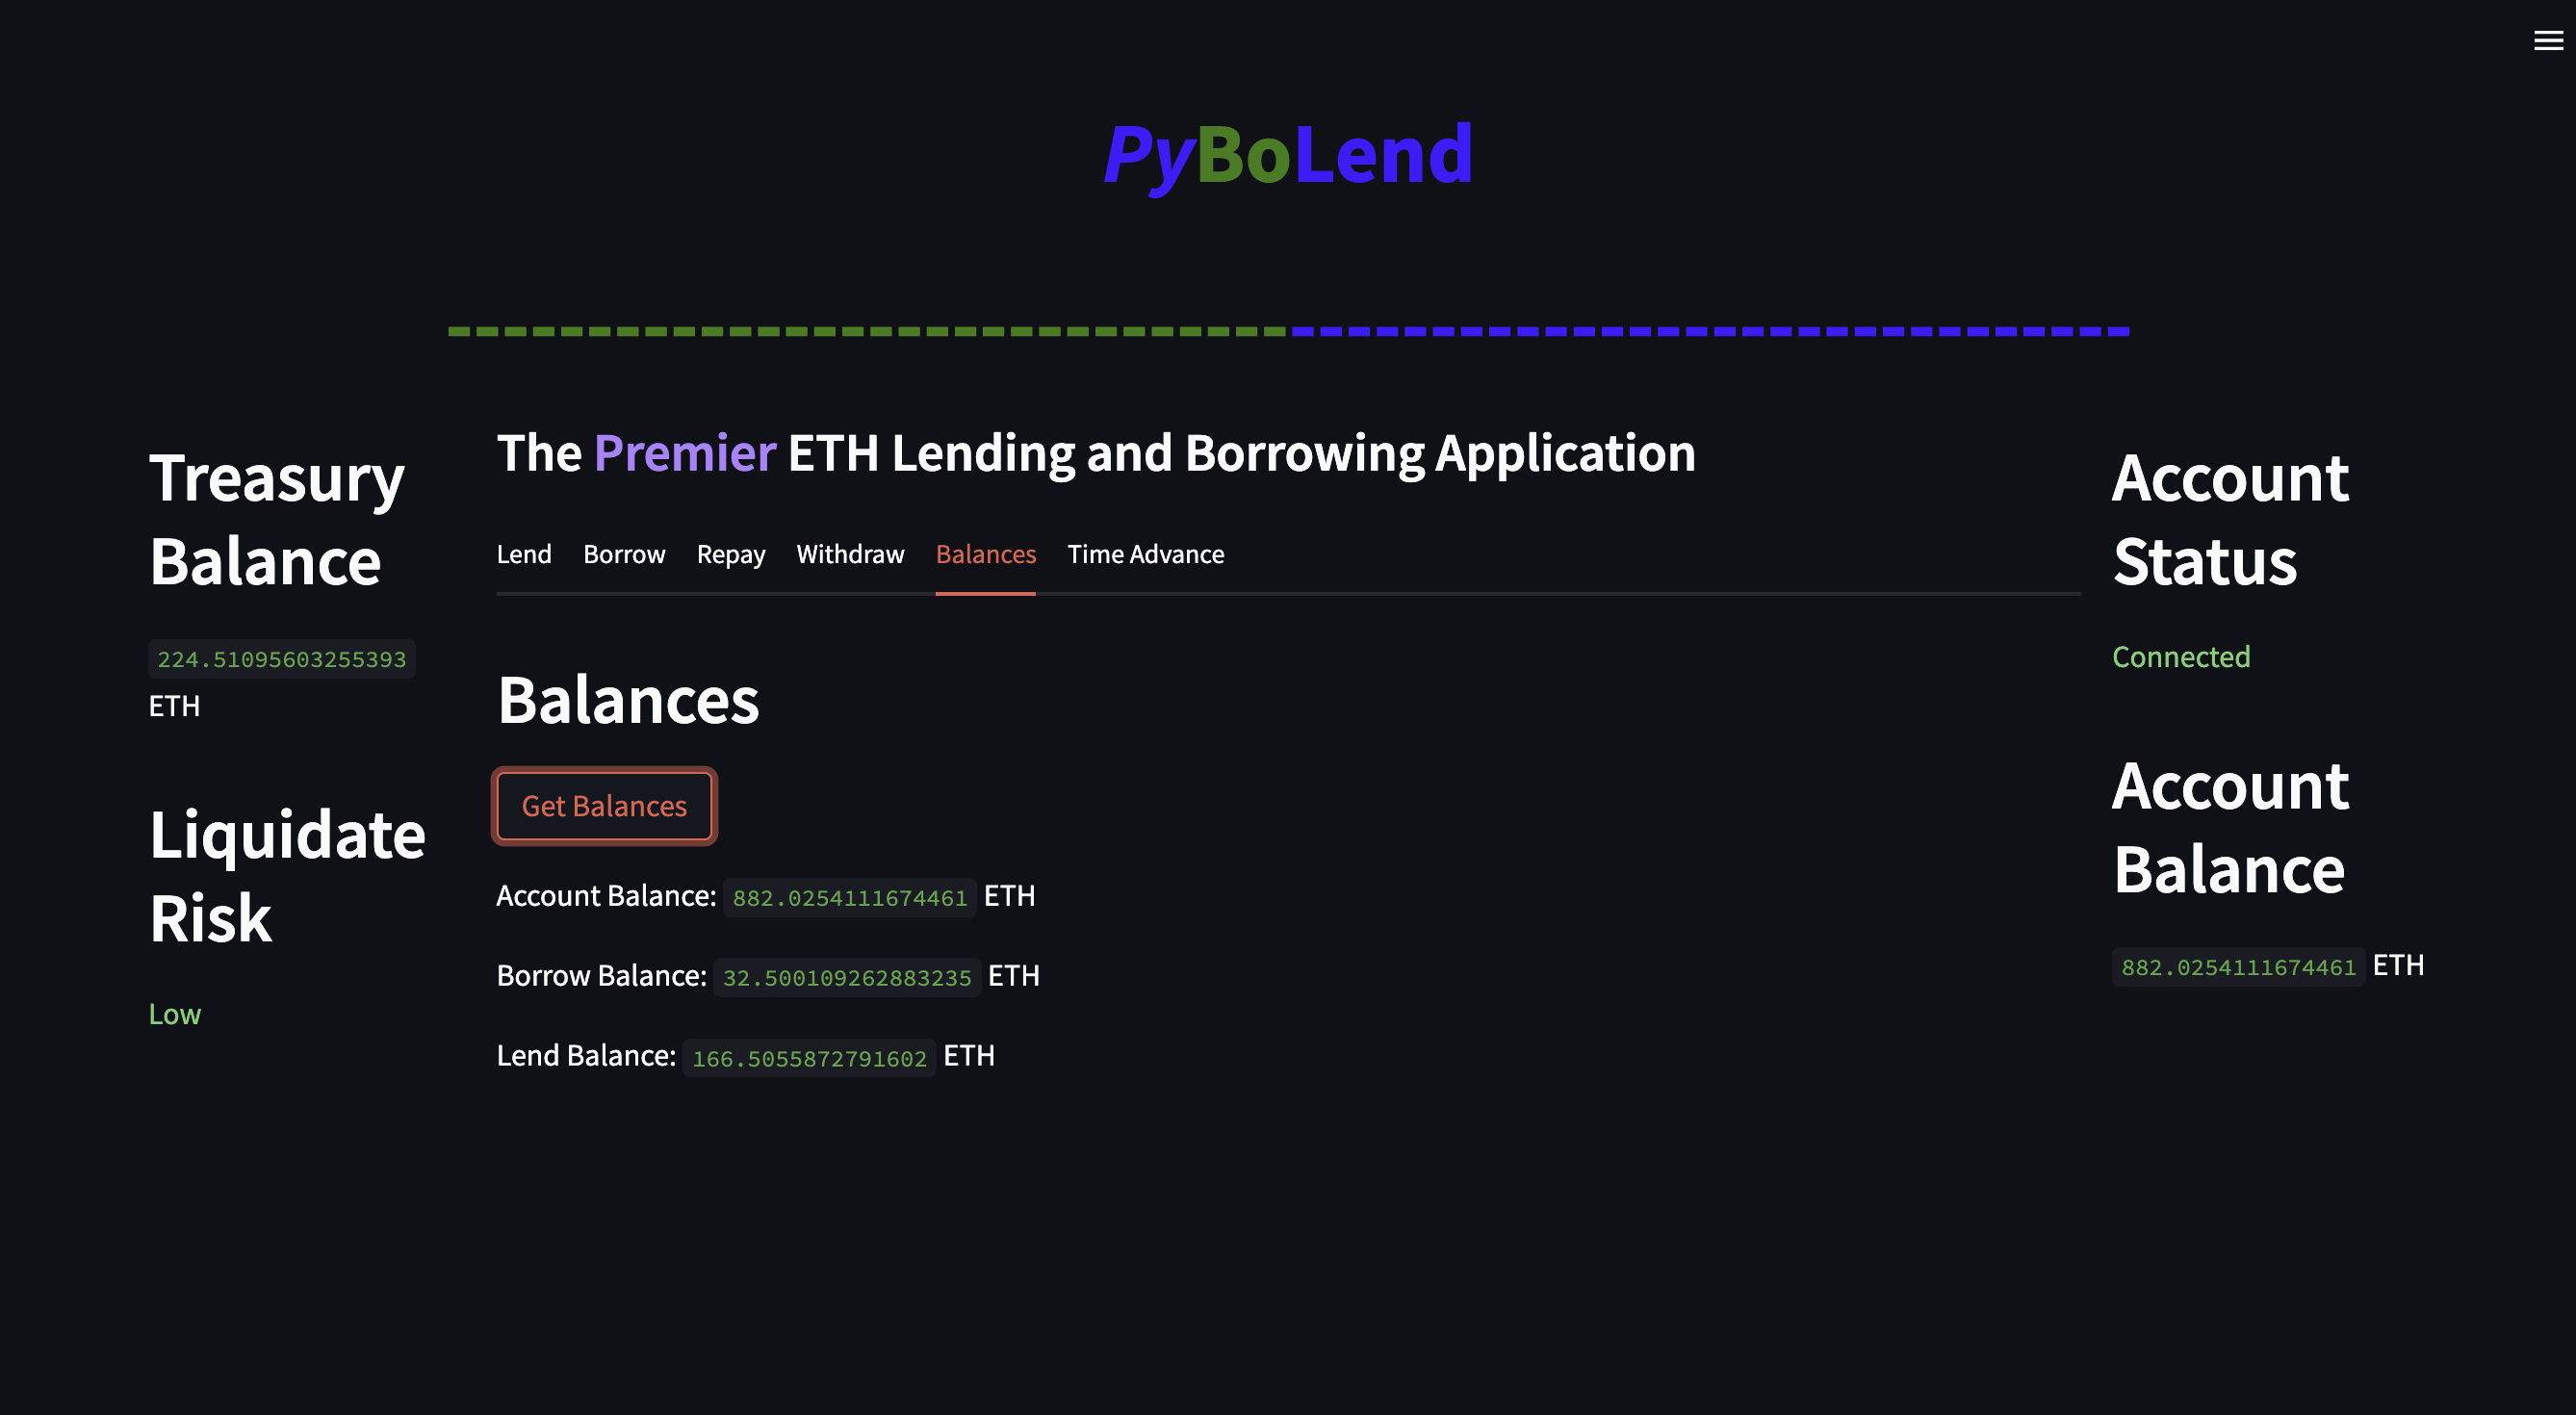 PyBoLend
Treasury
Balance
224.51095603255393
ETH
Liquidate
Risk
Low
The Premier ETH Lending and Borrowing Application
Lend Borrow Repay Withdraw Balances Time Advance
Balances
Get Balances
Account Balance: 882.0254111674461 ETH
Borrow Balance: 32.500109262883235 ETH
Lend Balance: 166.5055872791602 ETH
Account
Status
Connected
Account
Balance
882.0254111674461 ETH